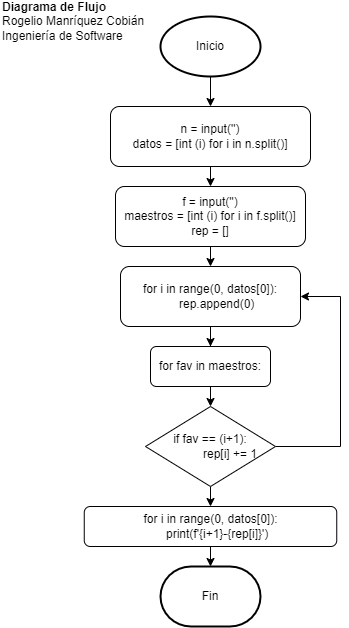 Diagrama de Flujo
Rogelio Manríquez Cobián
Ingeniería de Software
Inicio
n = input('')
datos = [int (i) for i in n.split()]
f = input('')
maestros = [int (i) for i in f.split()]
rep = []
for i in range(0, datos[0]):
rep.append(0)
for fav in maestros:
if fav == (i+1):
rep[i] += 1
for i in range(0, datos[0]):
print(f'{i+1}-{rep[i]}')
Fin